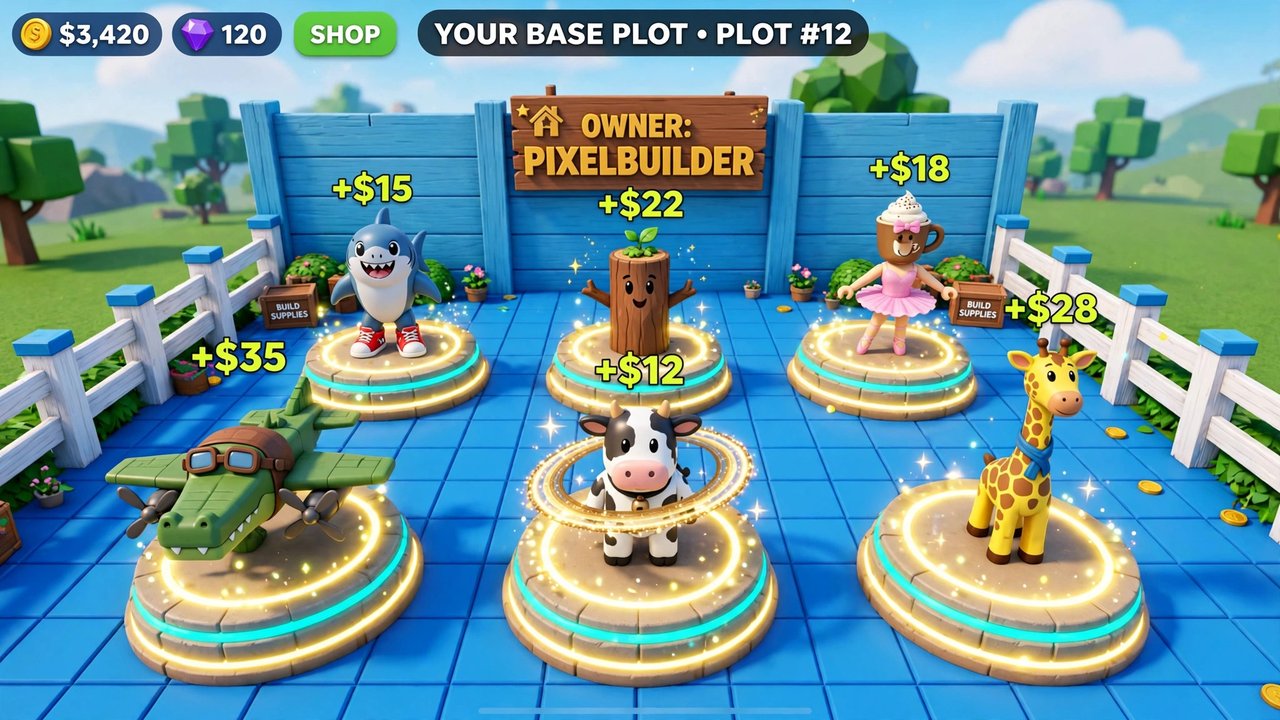 $3,420
120
SHOP
YOUR BASE PLOT • PLOT #12
OWNER:
PIXELBUILDER
+$15
+$22
+$18
BUILD
SUPPLIES
BUILD
SUPPLIES
+$28
+$35
+$12